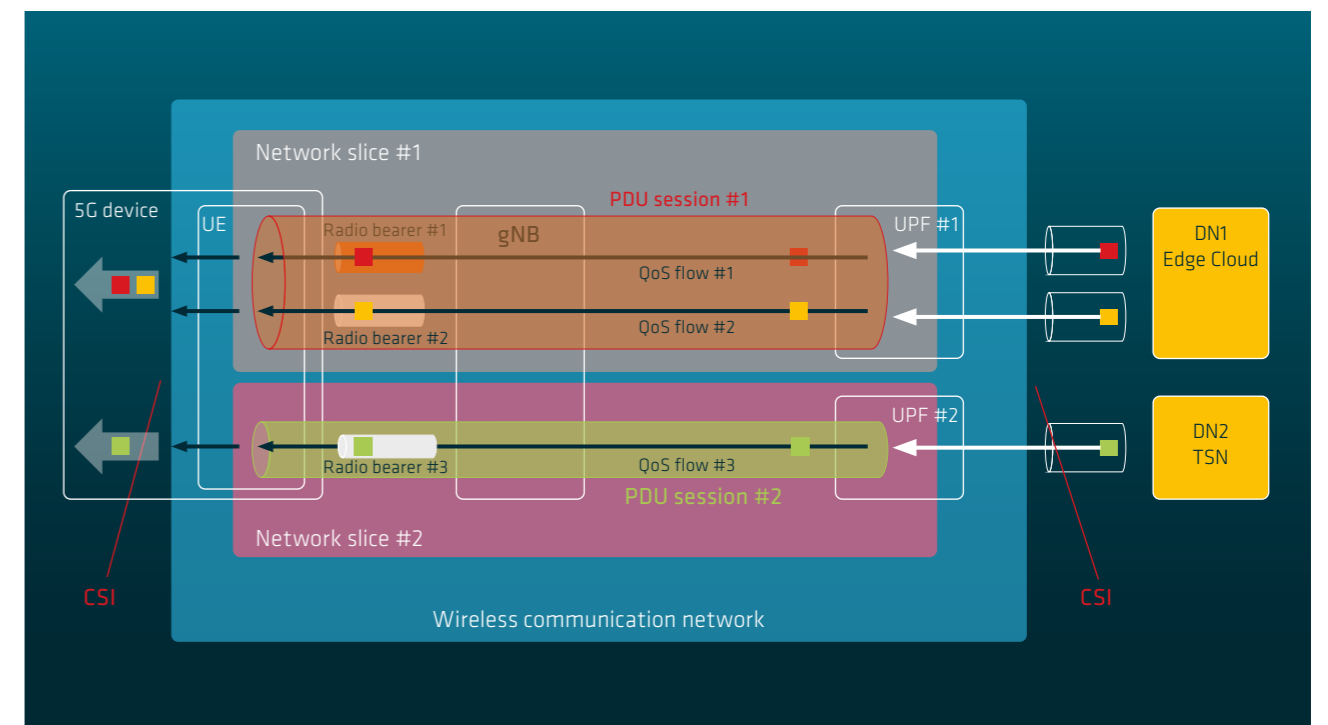 Network slice #1
PDU session #1
5G device
UE
Radio bearer #1
gNB
UPF #1
DN1
Edge Cloud
QoS flow #1
QoS flow #2
Radio bearer #2
UPF #2
DN2
TSN
Radio bearer #3
QoS flow #3
PDU session #2
Network slice #2
CSI
CSI
Wireless communication network